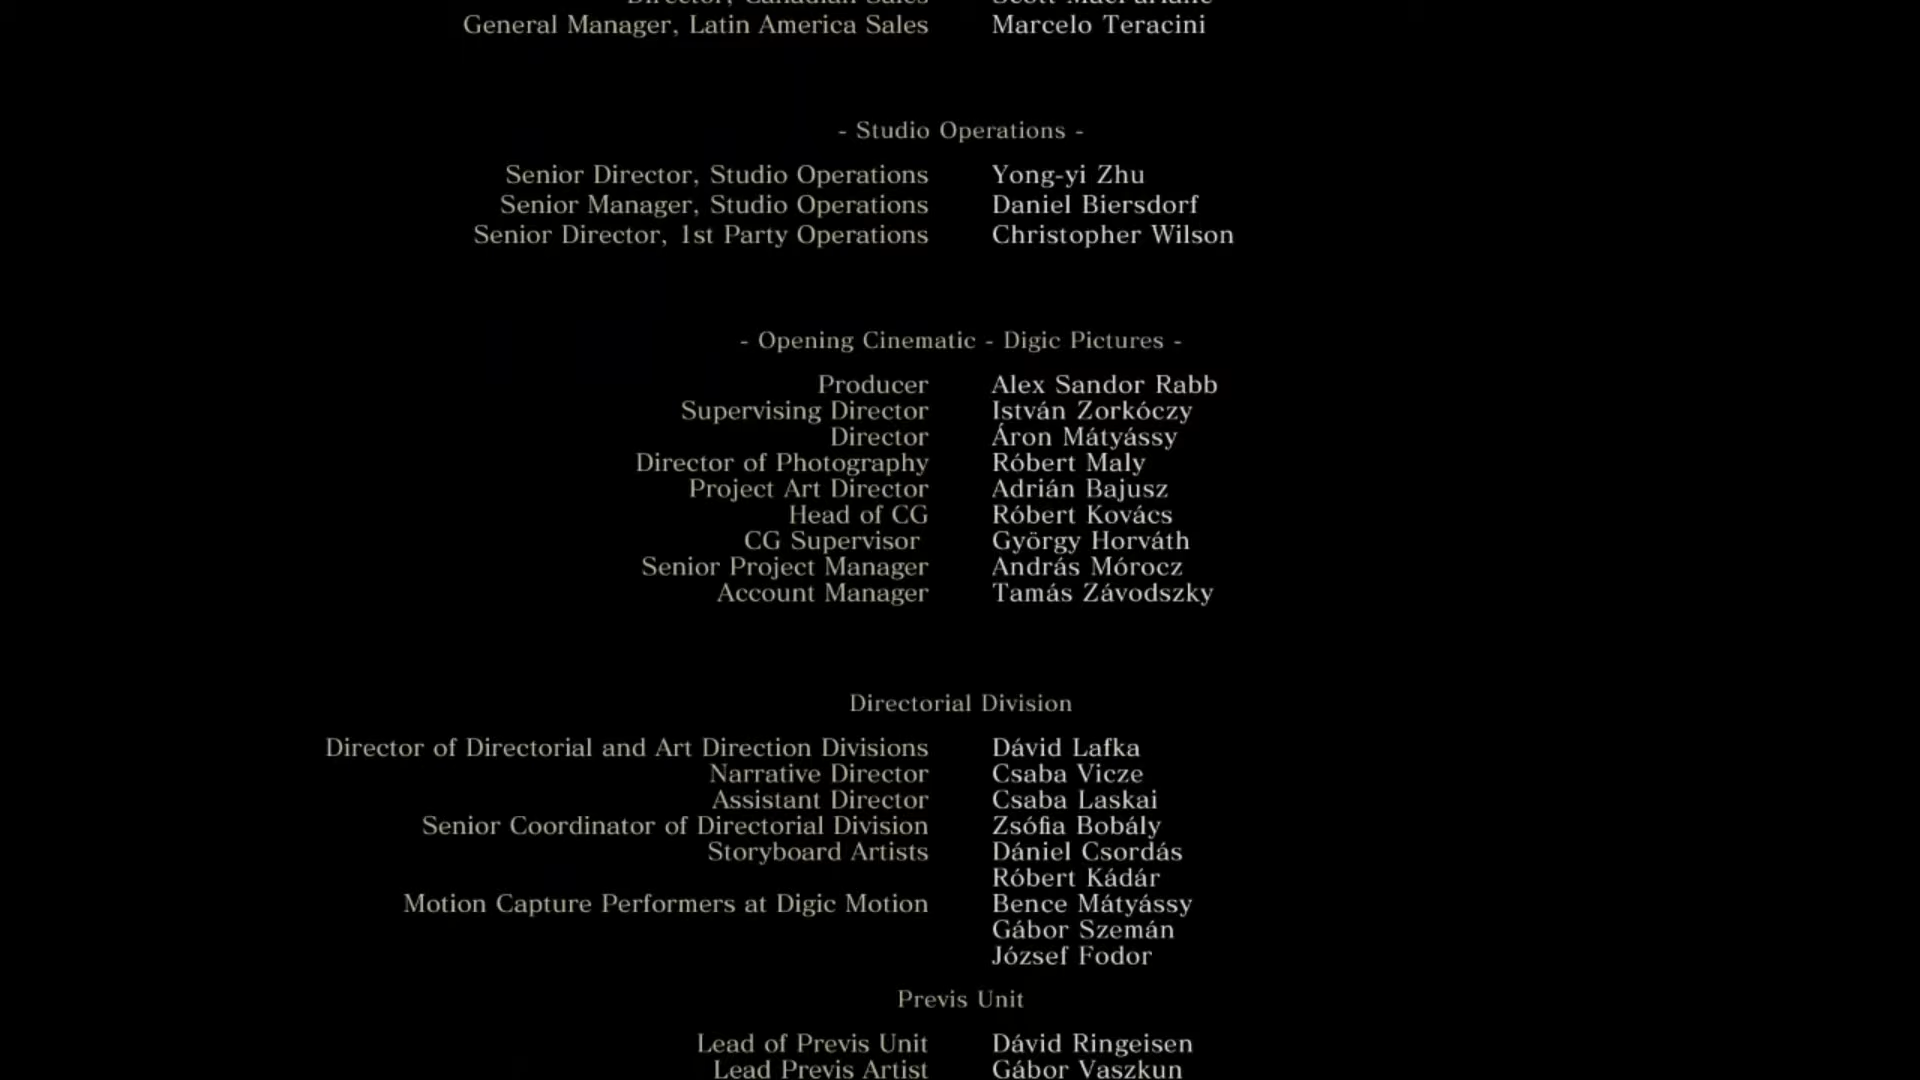 Director, Canadian Sales Scott MacFarlane
General Manager, Latin America Sales Marcelo Teracini
- Studio Operations -
Senior Director, Studio Operations Yong-yi Zhu
Senior Manager, Studio Operations Daniel Biersdorf
Senior Director, 1st Party Operations Christopher Wilson
- Opening Cinematic - Digic Pictures -
Producer Alex Sandor Rabb
Supervising Director István Zorkóczy
Director Áron Mátyássy
Director of Photography Róbert Maly
Project Art Director Adrián Bajusz
Head of CG Róbert Kovács
CG Supervisor György Horváth
Senior Project Manager András Mórocz
Account Manager Tamás Závodszky
Directorial Division
Director of Directorial and Art Direction Divisions Dávid Lafka
Narrative Director Csaba Vicze
Assistant Director Csaba Laskai
Senior Coordinator of Directorial Division Zsófia Bobály
Storyboard Artists Dániel Csordás
Róbert Kádár
Motion Capture Performers at Digic Motion Bence Mátyássy
Gábor Szemán
József Fodor
Previs Unit
Lead of Previs Unit Dávid Ringeisen
Lead Previs Artist Gábor Vaszkun